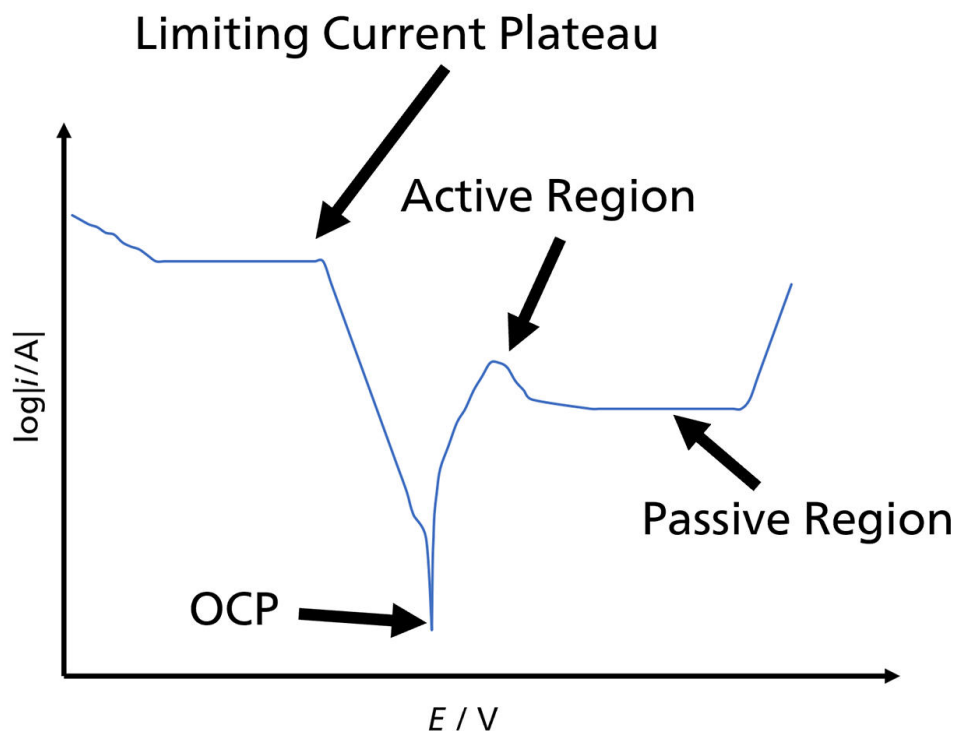 Limiting Current Plateau
Active Region
log|i/A|
Passive Region
OCP
E / V